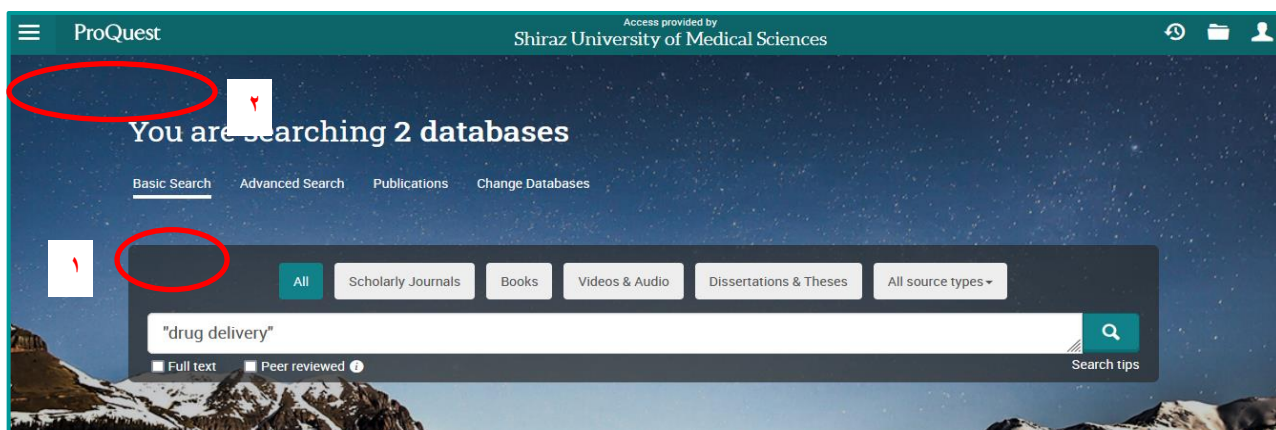 ProQuest
Access provided by
Shiraz University of Medical Sciences
۲
You are searching 2 databases
Basic Search Advanced Search Publications Change Databases
۱
All Scholarly Journals Books Videos & Audio Dissertations & Theses All source types
"drug delivery"
Full text Peer reviewed i Search tips